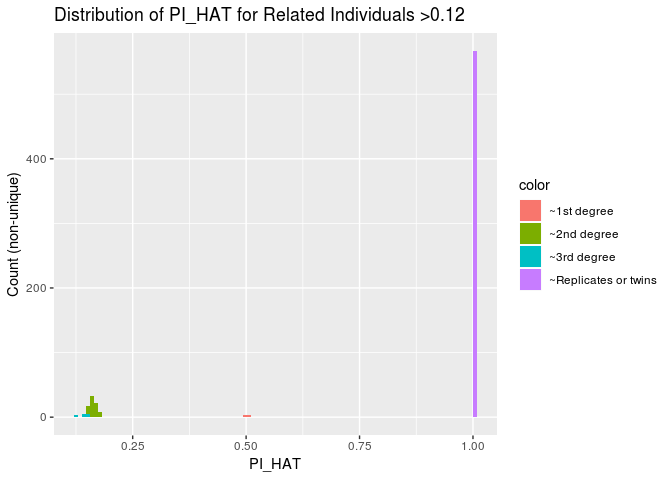 Distribution of PI_HAT for Related Individuals >0.12
Count (non-unique)
400
200
0
0.25
0.50
0.75
1.00
PI_HAT
color
~1st degree
~2nd degree
~3rd degree
~Replicates or twins